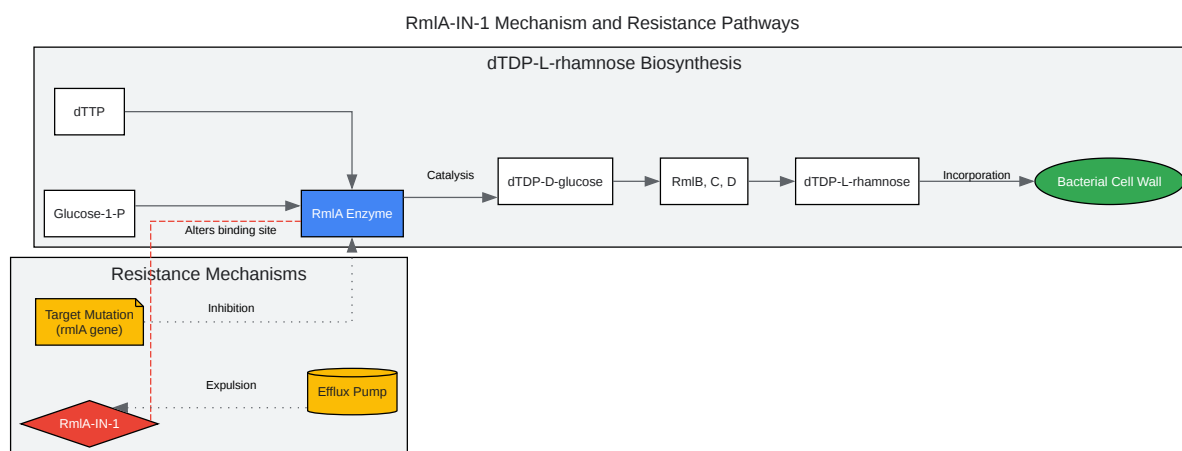 RmlA-IN-1 Mechanism and Resistance Pathways
dTDP-L-rhamnose Biosynthesis
dTTP
Catalysis
dTDP-D-glucose
RmlB, C, D
dTDP-L-rhamnose
Incorporation
Bacterial Cell Wall
Glucose-1-P
RmlA Enzyme
Alters binding site
Resistance Mechanisms
Target Mutation
(rmlA gene)
Inhibition
Expulsion
Efflux Pump
RmlA-IN-1